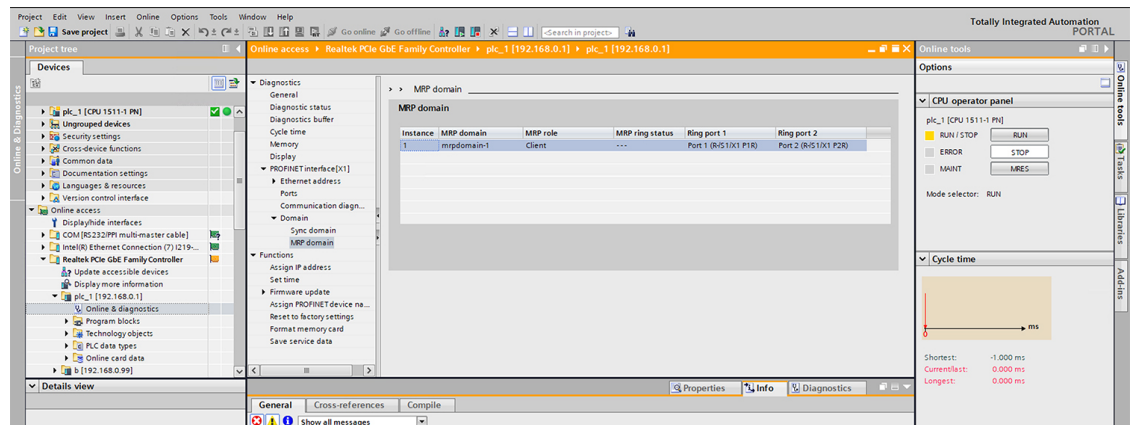 Project Edit View Insert Online Options Tools Window Help
Totally Integrated Automation
PORTAL
Save project
Go online
Go offline
<Search in project>
Project tree
Online access ▸ Realtek PCIe GbE Family Controller ▸ plc_1 [192.168.0.1] ▸ plc_1 [192.168.0.1]
Online tools
Devices
Options
Online & Diagnostics
plc_1 [CPU 1511-1 PN]
Ungrouped devices
Security settings
Cross-device functions
Common data
Documentation settings
Languages & resources
Version control interface
Online access
Display/hide interfaces
COM [RS232/PPI multi-master cable]
Intel(R) Ethernet Connection (7) I219-...
Realtek PCIe GbE Family Controller
Update accessible devices
Display more information
plc_1 [192.168.0.1]
Online & diagnostics
Program blocks
Technology objects
PLC data types
Online card data
b [192.168.0.99]
Details view
Diagnostics
General
Diagnostic status
Diagnostics buffer
Cycle time
Memory
Display
PROFINET interface [X1]
Ethernet address
Ports
Communication diagn...
Domain
Sync domain
MRP domain
Functions
Assign IP address
Set time
Firmware update
Assign PROFINET device na...
Reset to factory settings
Format memory card
Save service data
MRP domain
MRP domain
Instance MRP domain MRP role MRP ring status Ring port 1 Ring port 2
1 mrpdomain-1 Client --- Port 1 (R-/S1/X1 P1R) Port 2 (R-/S1/X1 P2R)
Properties
Info
Diagnostics
General
Cross-references
Compile
Show all messages
CPU operator panel
plc_1 [CPU 1511-1 PN]
RUN / STOP RUN
ERROR STOP
MAINT MRES
Mode selector: RUN
Cycle time
0
ms
Shortest: -1.000 ms
Current/last: 0.000 ms
Longest: 0.000 ms
Online tools
Tasks
Libraries
Add-ins